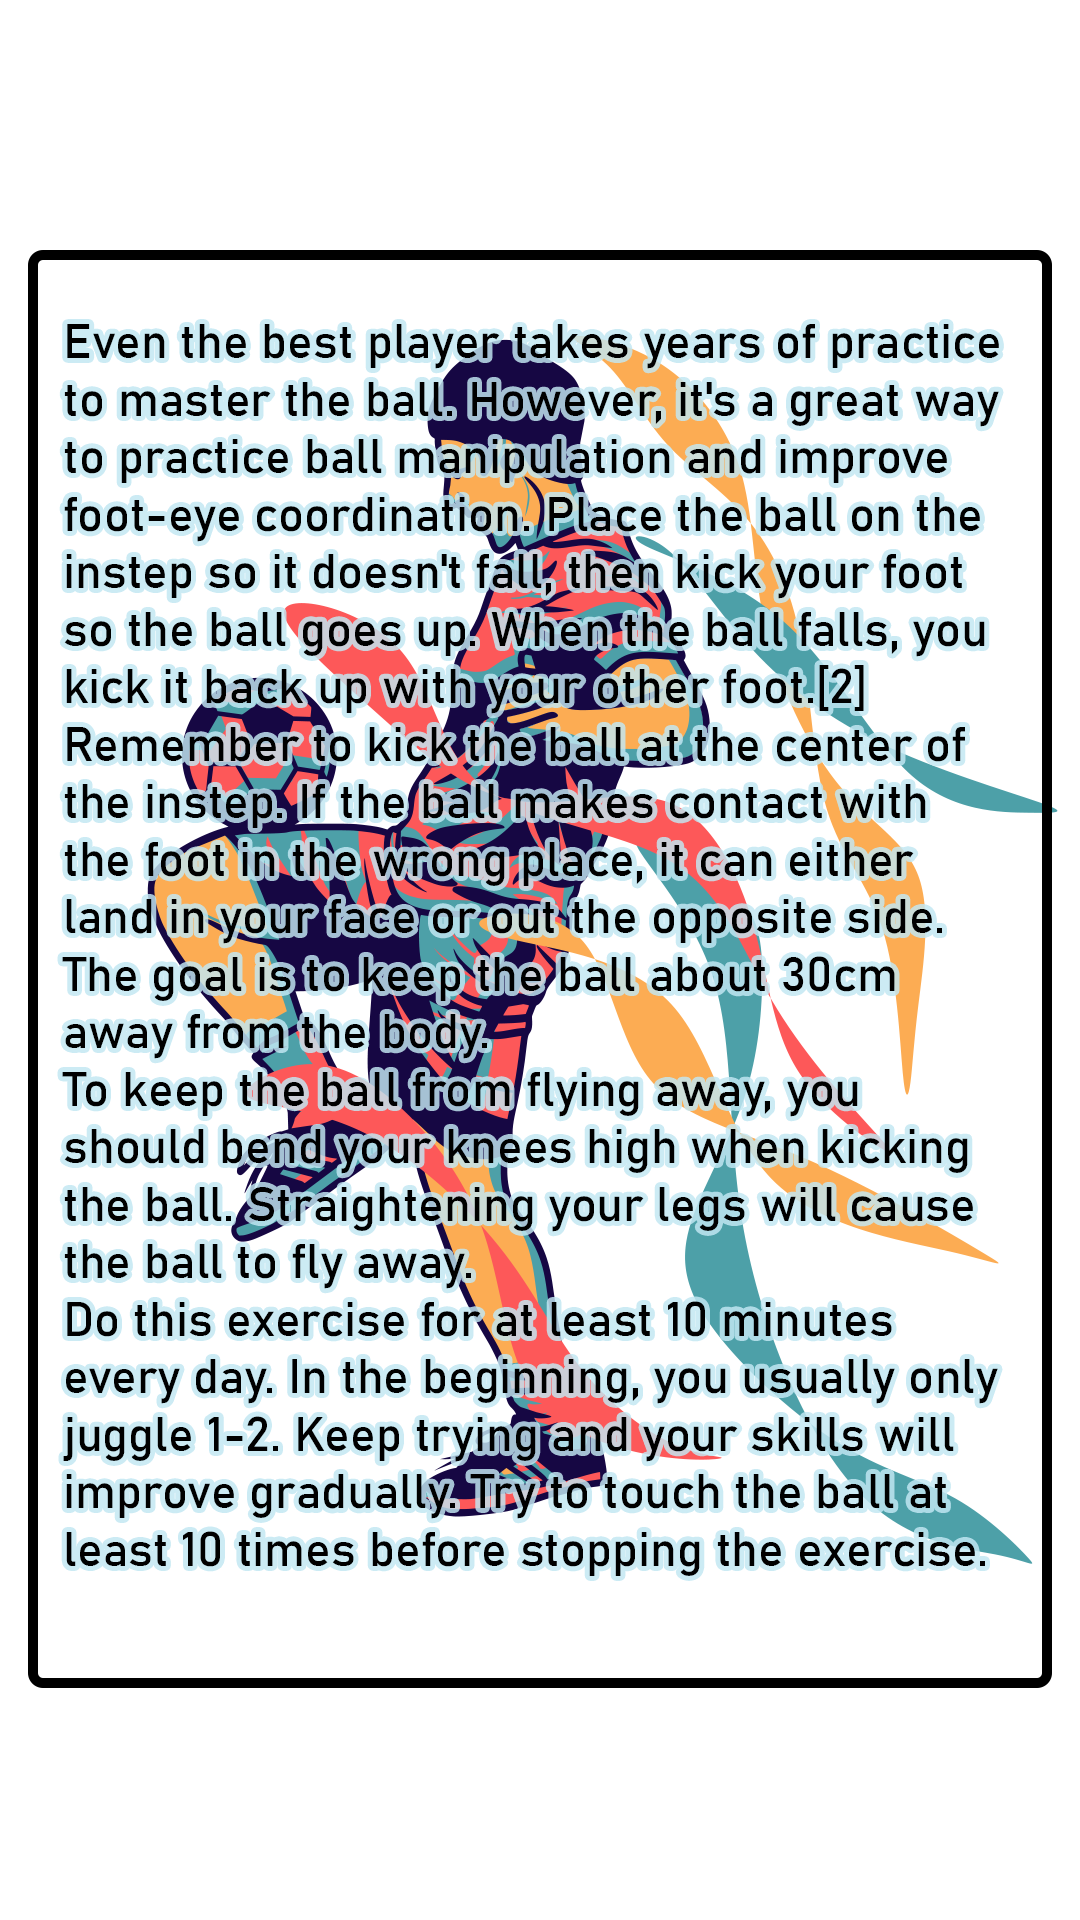 Even the best player takes years of practice
to master the ball. However, it's a great way
to practice ball manipulation and improve
foot-eye coordination. Place the ball on the
instep so it doesn't fall, then kick your foot
so the ball goes up. When the ball falls, you
kick it back up with your other foot.[2]
Remember to kick the ball at the center of
the instep. If the ball makes contact with
the foot in the wrong place, it can either
land in your face or out the opposite side.
The goal is to keep the ball about 30cm
away from the body.
To keep the ball from flying away, you
should bend your knees high when kicking
the ball. Straightening your legs will cause
the ball to fly away.
Do this exercise for at least 10 minutes
every day. In the beginning, you usually only
juggle 1-2. Keep trying and your skills will
improve gradually. Try to touch the ball at
least 10 times before stopping the exercise.